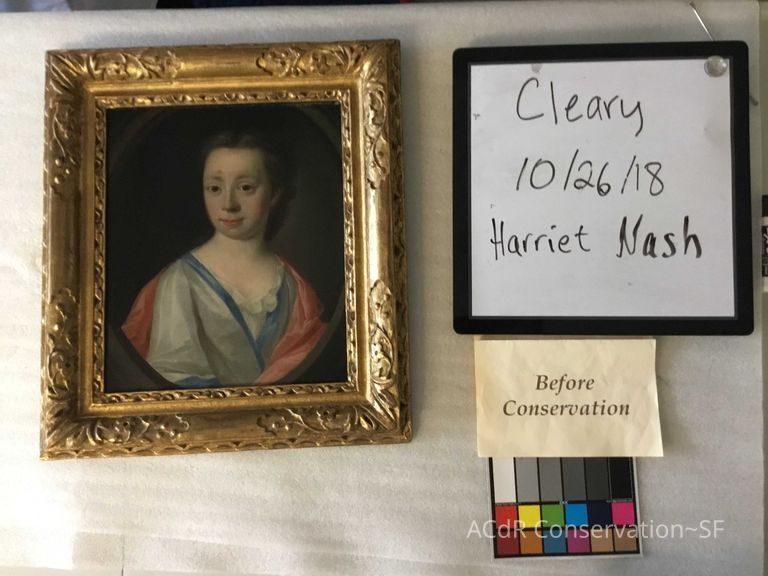 Cleary
10/26/18
Harriet Nash
Before
Conservation
ACdR Conservation~SF